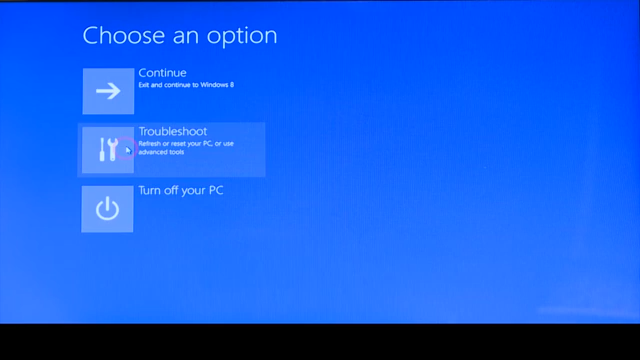 Choose an option
Continue
Exit and continue to Windows 8
Troubleshoot
Refresh or reset your PC, or use
advanced tools
Turn off your PC